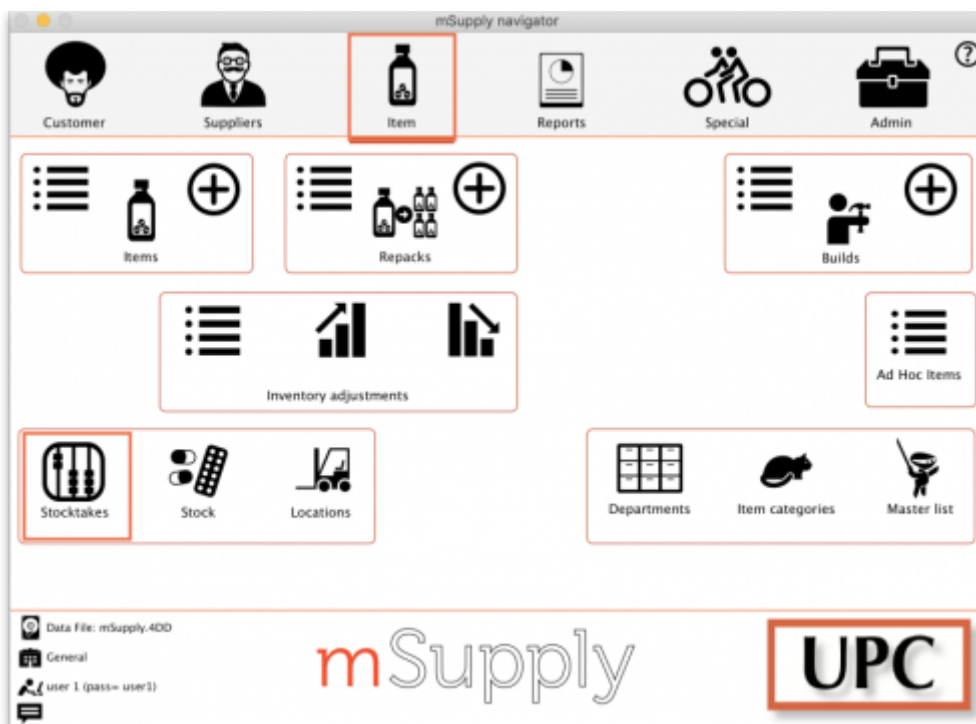 mSupply navigator
Customer
Suppliers
Item
Reports
Special
Admin
?
Items
Repacks
Builds
Inventory adjustments
Ad Hoc Items
Stocktakes
Stock
Locations
Departments
Item categories
Master list
Data File: mSupply.4DD
General
user 1 (pass= user1)
mSupply
UPC